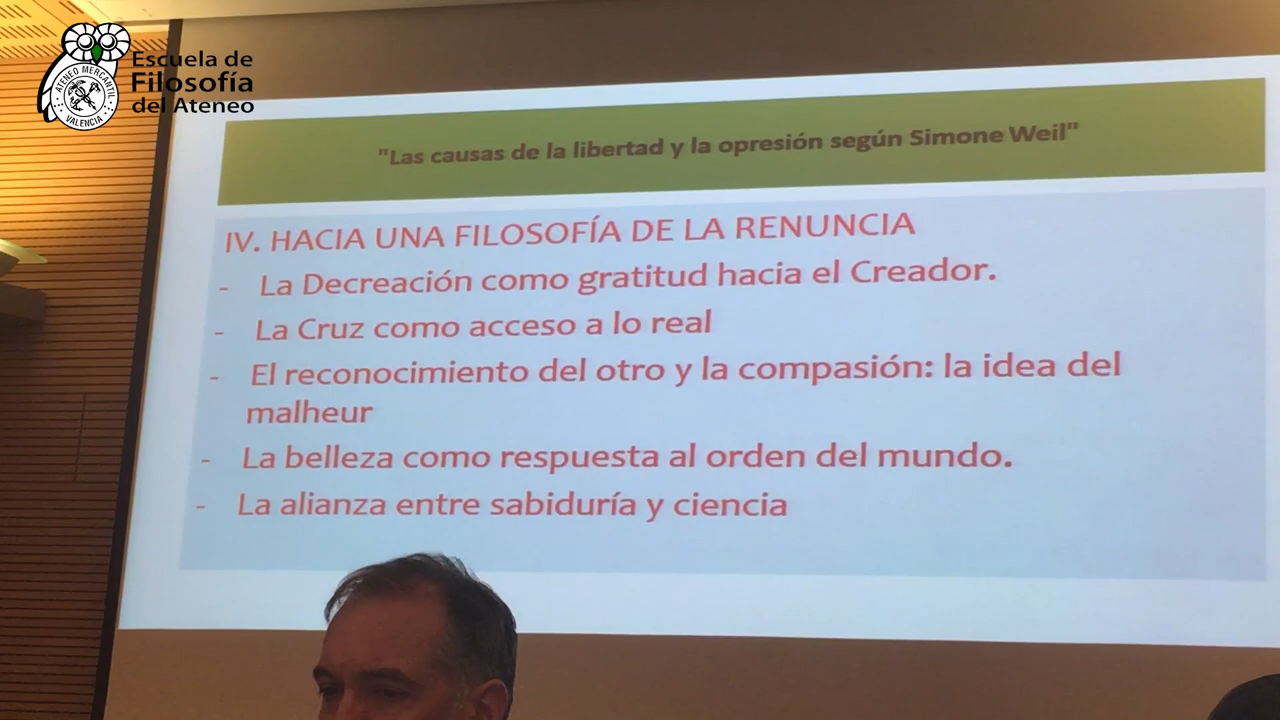 Escuela de
Filosofía
del Ateneo
ATENEO MERCANTIL
VALENCIA
"Las causas de la libertad y la opresión según Simone Weil"
IV. HACIA UNA FILOSOFÍA DE LA RENUNCIA
- La Decreación como gratitud hacia el Creador.
- La Cruz como acceso a lo real
- El reconocimiento del otro y la compasión: la idea del
malheur
- La belleza como respuesta al orden del mundo.
- La alianza entre sabiduría y ciencia